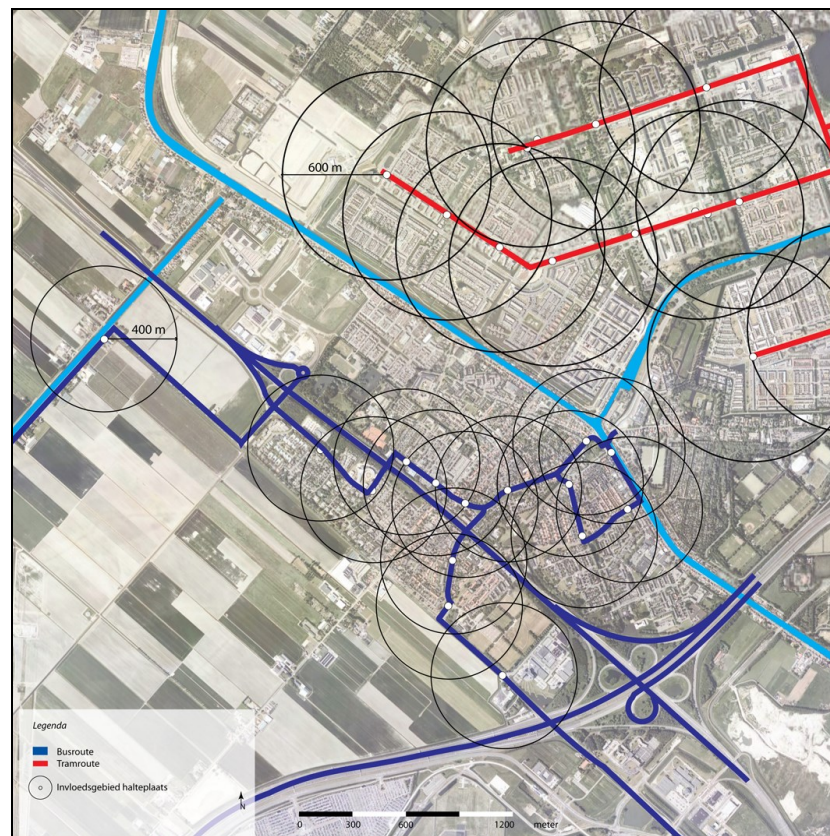 600 m
400 m
Legenda
Busroute
Tramroute
Invloedsgebied halteplaats
N
0 300 600 1200 meter